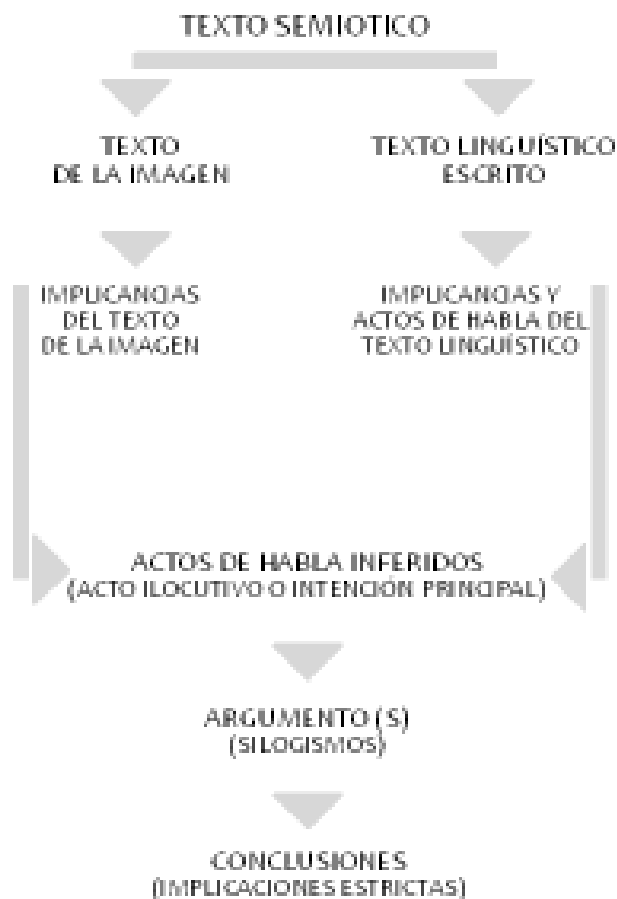 TEXTO SEMIOTICO
TEXTO
DE LA IMAGEN
TEXTO LINGUÍSTICO
ESCRITO
IMPLICANCIAS
DEL TEXTO
DE LA IMAGEN
IMPLICANCIAS Y
ACTOS DE HABLA DEL
TEXTO LINGUÍSTICO
ACTOS DE HABLA INFERIDOS
(ACTO ILOCUTIVO O INTENCIÓN PRINCIPAL)
ARGUMENTO(S)
(SILOGISMOS)
CONCLUSIONES
(IMPLICACIONES ESTRICTAS)